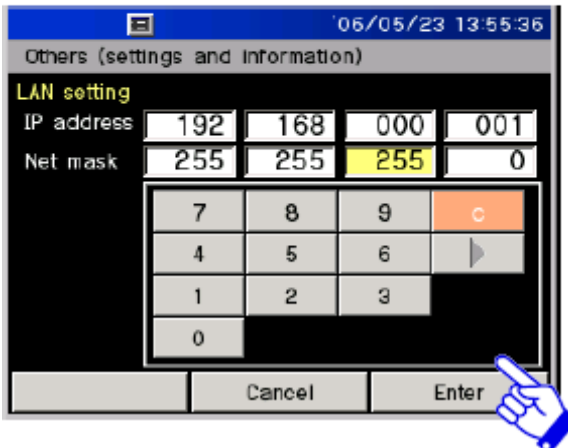 '06/05/23 13:55:36
Others (settings and information)
LAN setting
IP address 192 168 000 001
Net mask 255 255 255 0
7 8 9 C
4 5 6
1 2 3
0
Cancel Enter